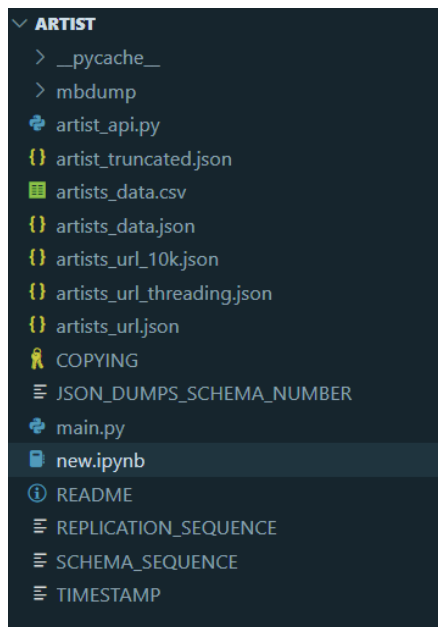 ARTIST
__pycache__
mbdump
artist_api.py
artist_truncated.json
artists_data.csv
artists_data.json
artists_url_10k.json
artists_url_threading.json
artists_url.json
COPYING
JSON_DUMPS_SCHEMA_NUMBER
main.py
new.ipynb
README
REPLICATION_SEQUENCE
SCHEMA_SEQUENCE
TIMESTAMP